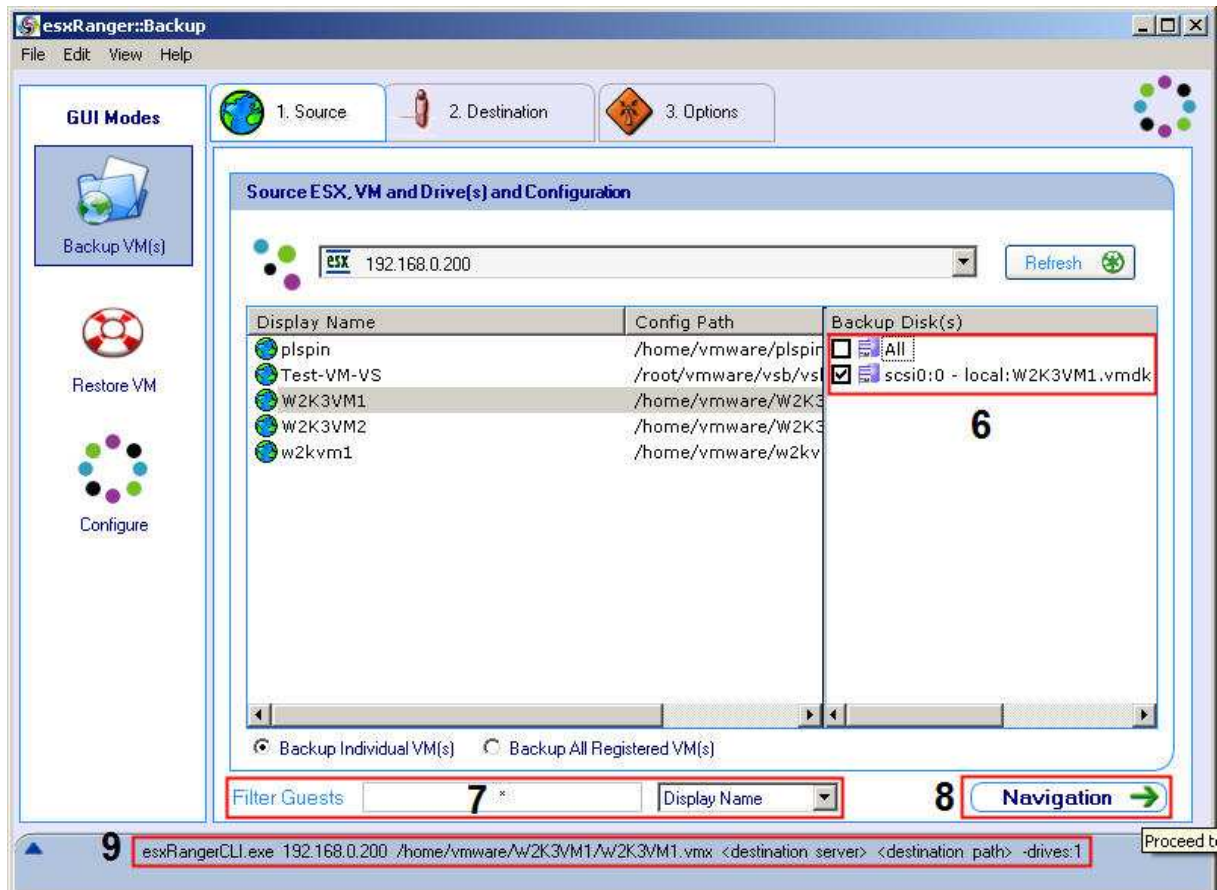 esxRanger::Backup
File Edit View Help
GUI Modes
Backup VM(s)
Restore VM
Configure
1. Source
2. Destination
3. Options
Source ESX, VM and Drive(s) and Configuration
esx 192.168.0.200
Refresh
Display Name Config Path Backup Disk(s)
plspin /home/vmware/plspin All
Test-VM-VS /root/vmware/vsb/vsl scsi0:0 - local:W2K3VM1.vmdk
W2K3VM1 /home/vmware/W2K3
W2K3VM2 /home/vmware/W2K3
w2kvm1 /home/vmware/w2kv
6
Backup Individual VM(s) Backup All Registered VM(s)
Filter Guests 7 * Display Name
8 Navigation
Proceed to
9 esxRangerCLI.exe 192.168.0.200 /home/vmware/W2K3VM1/W2K3VM1.vmx <destination server> <destination path> -drives:1